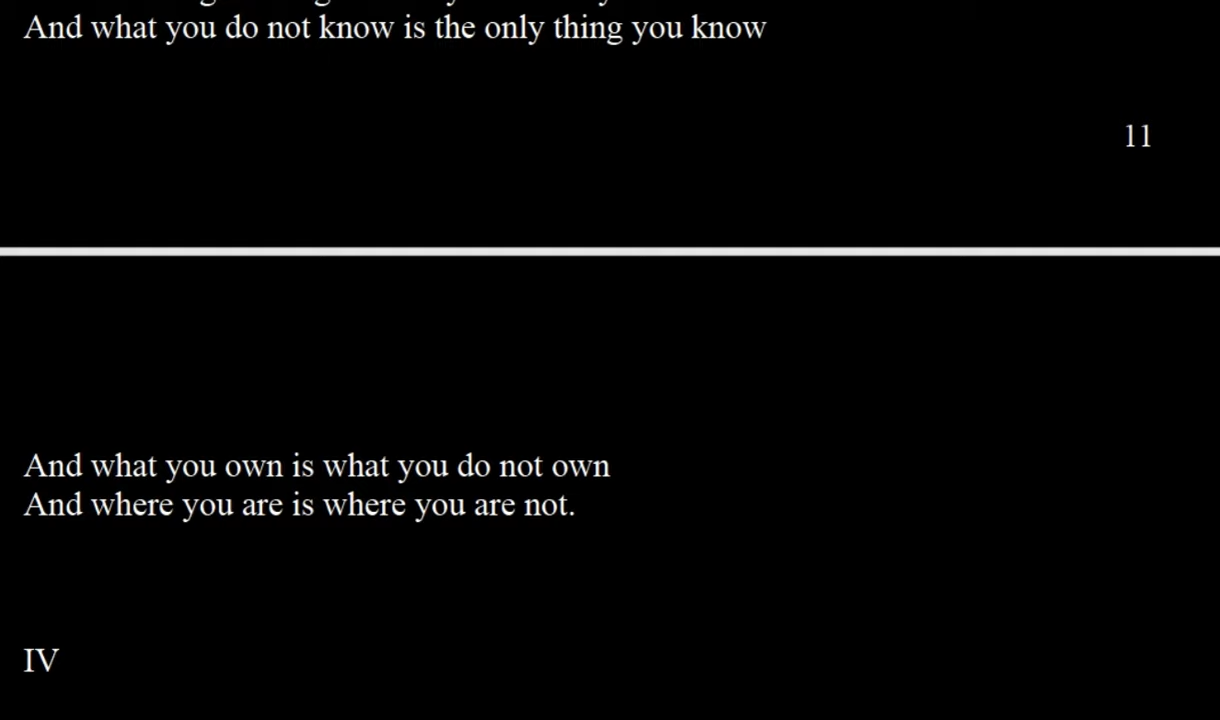 And what you do not know is the only thing you know
11
And what you own is what you do not own
And where you are is where you are not.
IV